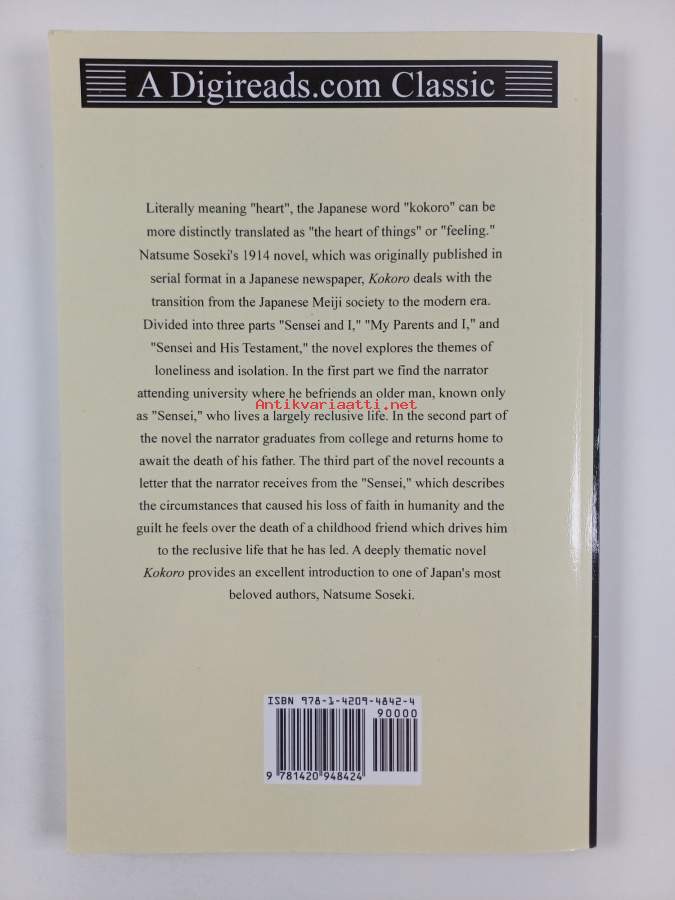 A Digireads.com Classic
Literally meaning "heart", the Japanese word "kokoro" can be
more distinctly translated as "the heart of things" or "feeling."
Natsume Soseki's 1914 novel, which was originally published in
serial format in a Japanese newspaper, Kokoro deals with the
transition from the Japanese Meiji society to the modern era.
Divided into three parts "Sensei and I," "My Parents and I," and
"Sensei and His Testament," the novel explores the themes of
loneliness and isolation. In the first part we find the narrator
attending university where he befriends an older man, known only
Antikvariaatti.net
as "Sensei," who lives a largely reclusive life. In the second part of
the novel the narrator graduates from college and returns home to
await the death of his father. The third part of the novel recounts a
letter that the narrator receives from the "Sensei," which describes
the circumstances that caused his loss of faith in humanity and the
guilt he feels over the death of a childhood friend which drives him
to the reclusive life that he has led. A deeply thematic novel
Kokoro provides an excellent introduction to one of Japan's most
beloved authors, Natsume Soseki.
ISBN 978-1-4209-4842-4
90000
9 781420 948424